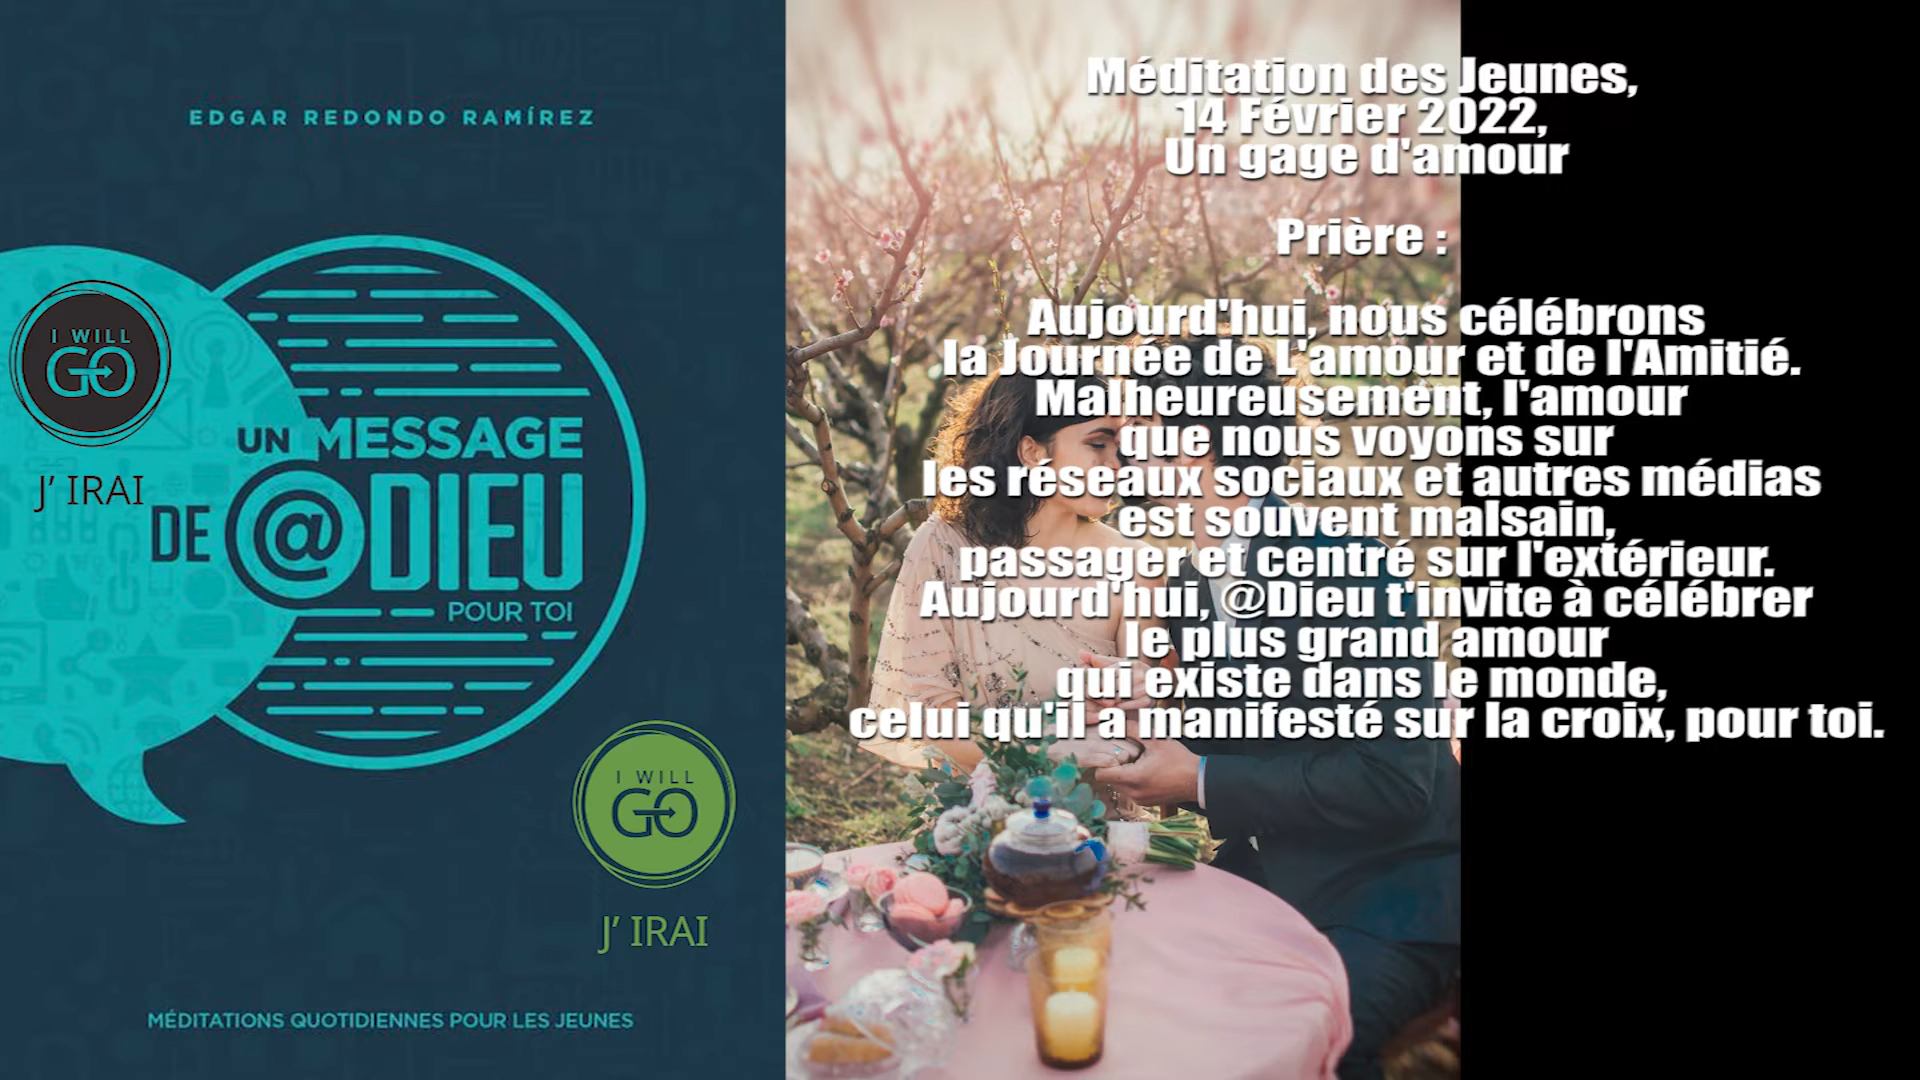 EDGAR REDONDO RAMÍREZ
I WILL
GO
J' IRAI
UN MESSAGE
DE @DIEU
POUR TOI
I WILL
GO
J' IRAI
MÉDITATIONS QUOTIDIENNES POUR LES JEUNES
Méditation des Jeunes,
14 Février 2022,
Un gage d'amour
Prière :
Aujourd'hui, nous célébrons
la Journée de L'amour et de l'Amitié.
Malheureusement, l'amour
que nous voyons sur
les réseaux sociaux et autres médias
est souvent malsain,
passager et centré sur l'extérieur.
Aujourd'hui, @Dieu t'invite à célébrer
le plus grand amour
qui existe dans le monde,
celui qu'il a manifesté sur la croix, pour toi.